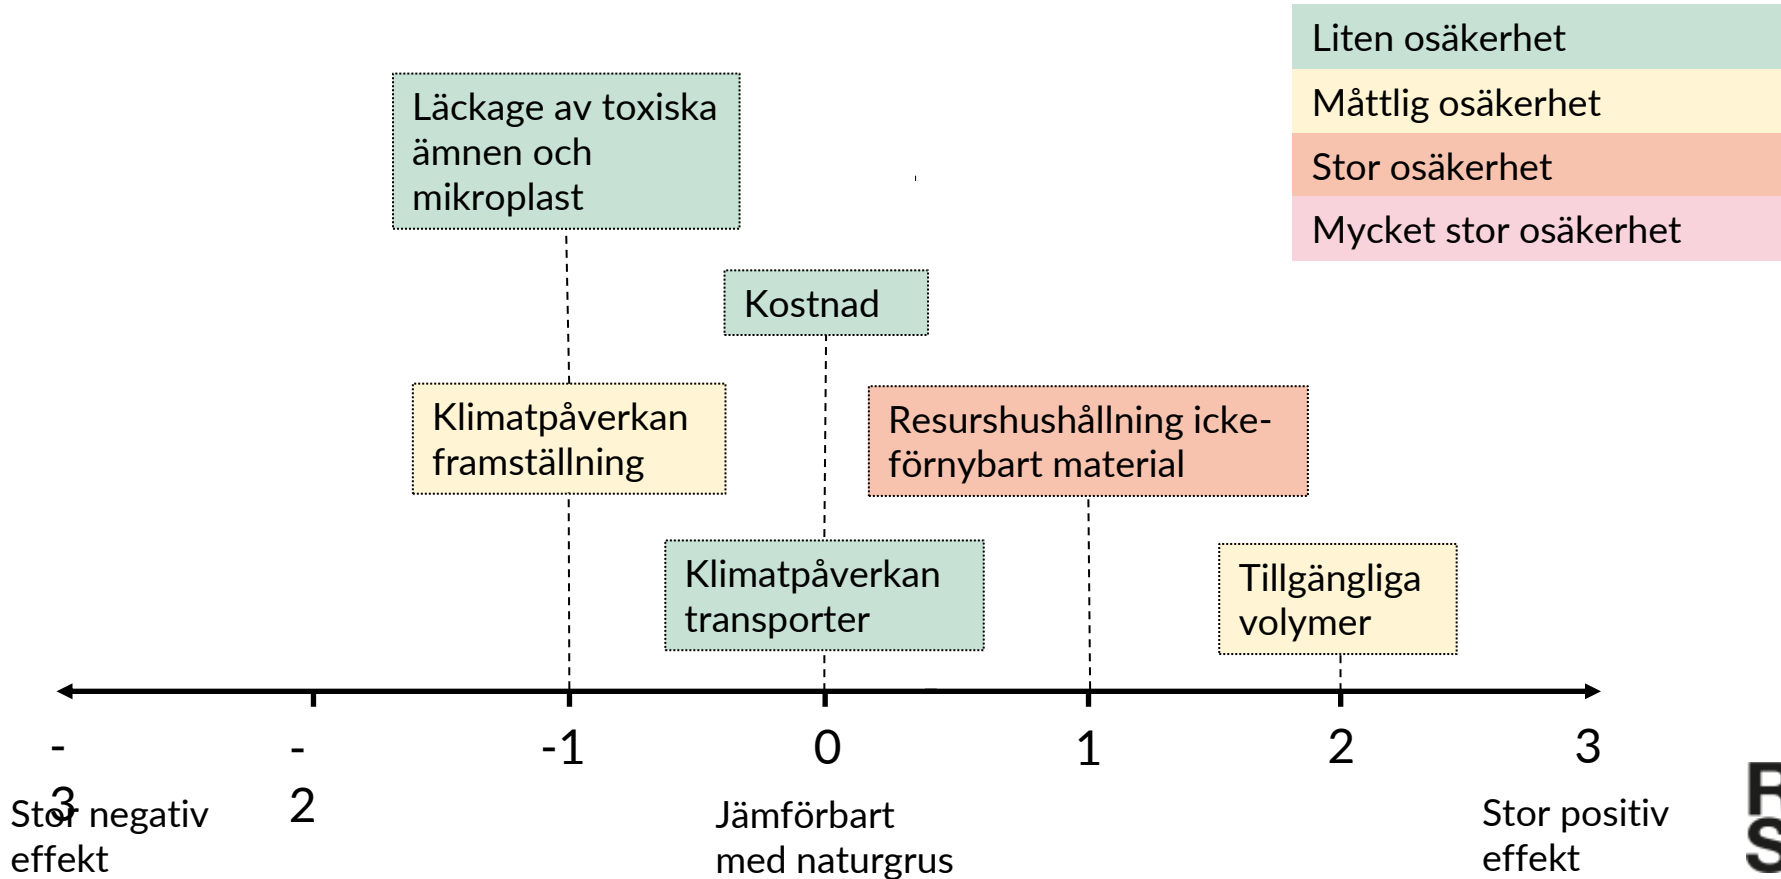 Liten osäkerhet
Måttlig osäkerhet
Stor osäkerhet
Mycket stor osäkerhet
Läckage av toxiska
ämnen och
mikroplast
Kostnad
Klimatpåverkan
framställning
Resurshushållning icke-
förnybart material
Klimatpåverkan
transporter
Tillgängliga
volymer
-
3
-
2
-1
0
1
2
3
Stor negativ
effekt
Jämförbart
med naturgrus
Stor positiv
effekt
R
S